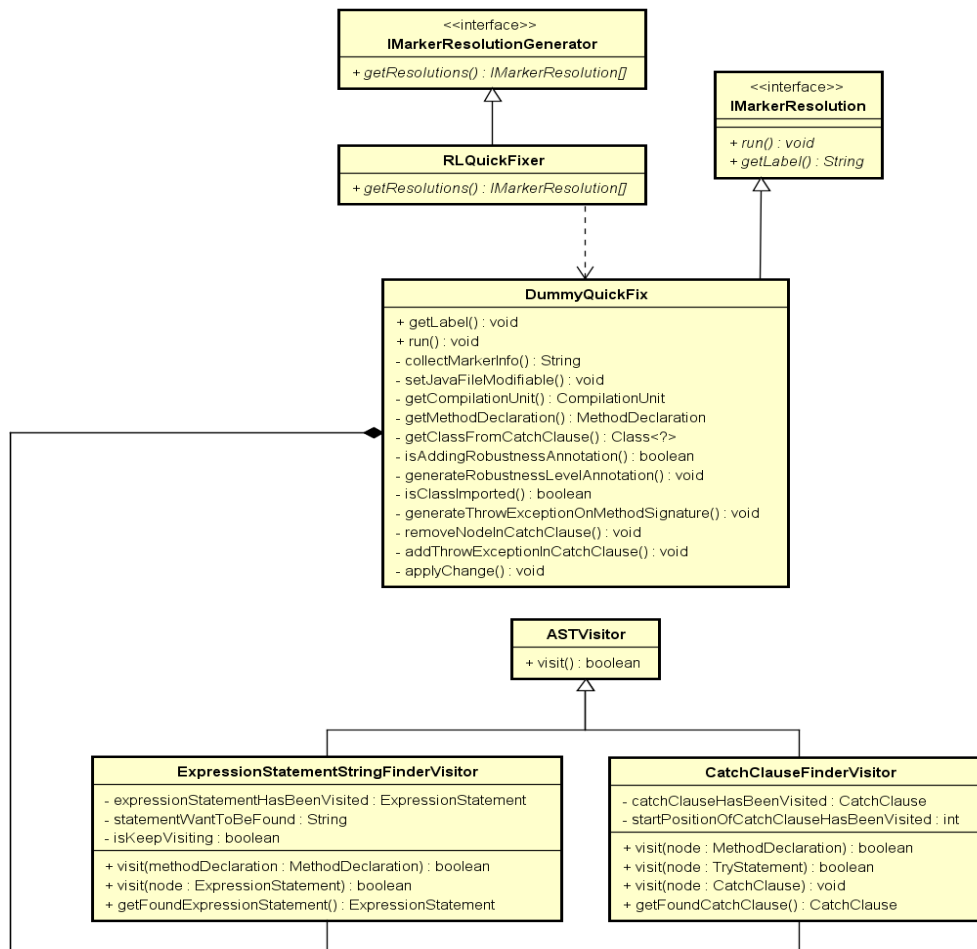 <<interface>>
IMarkerResolutionGenerator
+ getResolutions() : IMarkerResolution[]
<<interface>>
IMarkerResolution
+ run() : void
+ getLabel() : String
RLQuickFixer
+ getResolutions() : IMarkerResolution[]
DummyQuickFix
+ getLabel() : void
+ run() : void
- collectMarkerInfo() : String
- setJavaFileModifiable() : void
- getCompilationUnit() : CompilationUnit
- getMethodDeclaration() : MethodDeclaration
- getClassFromCatchClause() : Class<?>
- isAddingRobustnessAnnotation() : boolean
- generateRobustnessLevelAnnotation() : void
- isClassImported() : boolean
- generateThrowExceptionOnMethodSignature() : void
- removeNodeInCatchClause() : void
- addThrowExceptionInCatchClause() : void
- applyChange() : void
ASTVisitor
+ visit() : boolean
ExpressionStatementStringFinderVisitor
- expressionStatementHasBeenVisited : ExpressionStatement
- statementWantToBeFound : String
- isKeepVisiting : boolean
+ visit(methodDeclaration : MethodDeclaration) : boolean
+ visit(node : ExpressionStatement) : boolean
+ getFoundExpressionStatement() : ExpressionStatement
CatchClauseFinderVisitor
- catchClauseHasBeenVisited : CatchClause
- startPositionOfCatchClauseHasBeenVisited : int
+ visit(node : MethodDeclaration) : boolean
+ visit(node : TryStatement) : boolean
+ visit(node : CatchClause) : void
+ getFoundCatchClause() : CatchClause